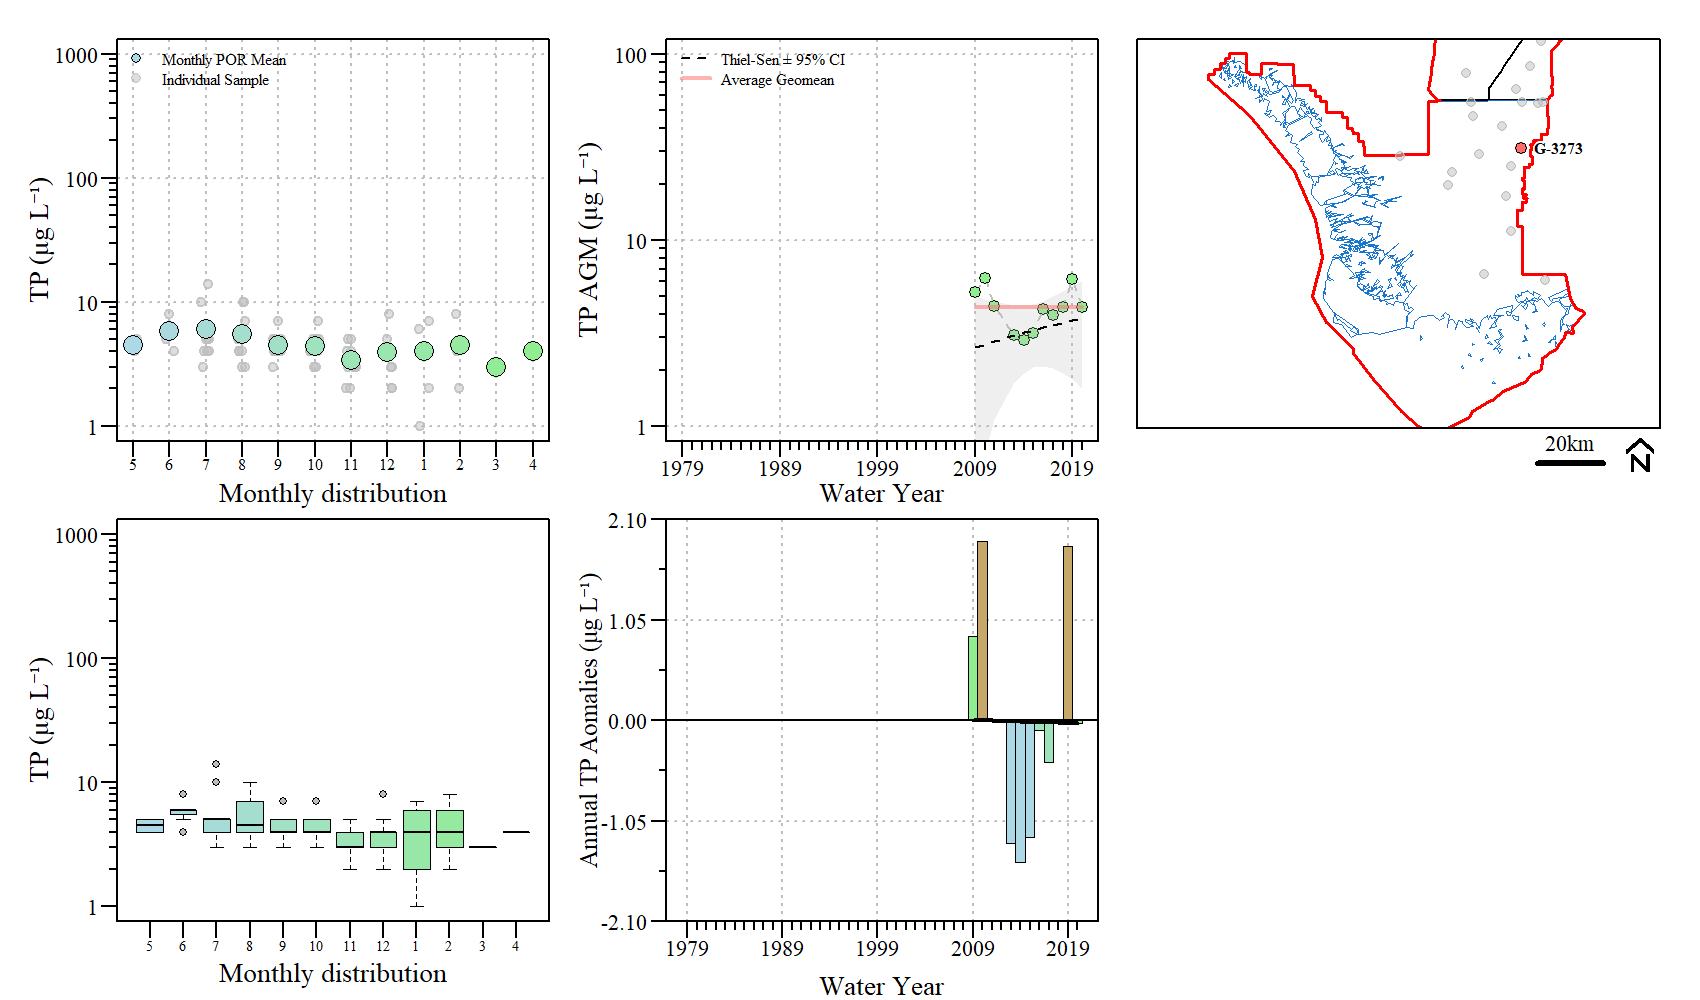 1000
100
10
1
TP (µg L⁻¹)
Monthly POR Mean
Individual Sample
5 6 7 8 9 10 11 12 1 2 3 4
Monthly distribution
100
10
1
TP AGM (µg L⁻¹)
Thiel-Sen ± 95% CI
Average Geomean
1979 1989 1999 2009 2019
Water Year
G-3273
20km
N
1000
100
10
1
TP (µg L⁻¹)
5 6 7 8 9 10 11 12 1 2 3 4
Monthly distribution
2.10
1.05
0.00
-1.05
-2.10
Annual TP Aomalies (µg L⁻¹)
1979 1989 1999 2009 2019
Water Year